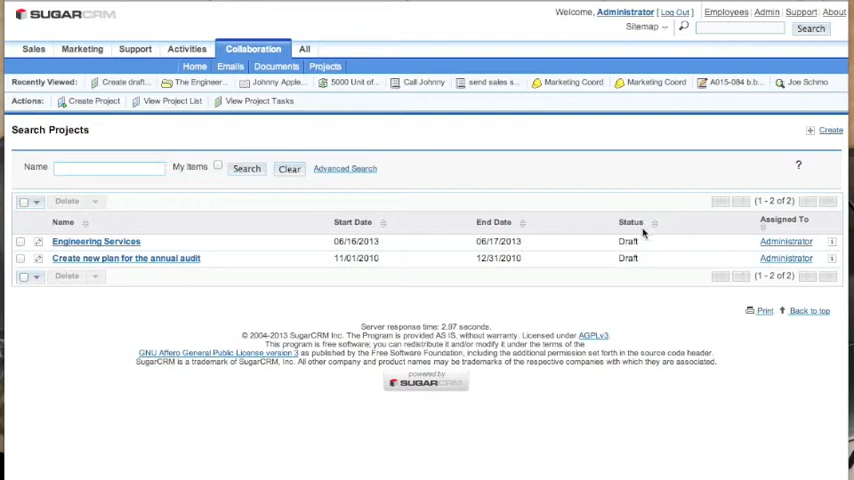 SUGARCRM
Welcome, Administrator [ Log Out ] Employees Admin Support About
Sitemap
Search
Sales Marketing Support Activities Collaboration All
Home Emails Documents Projects
Recently Viewed: Create draft... The Engineer... Johnny Apple... 5000 Unit of... Call Johnny send sales s... Marketing Coord Marketing Coord A015-084 b.b... Joe Schmo
Actions: Create Project View Project List View Project Tasks
Search Projects
Create
Name My Items Search Clear Advanced Search ?
Delete (1 - 2 of 2)
Name Start Date End Date Status Assigned To
Engineering Services 06/16/2013 06/17/2013 Draft Administrator
Create new plan for the annual audit 11/01/2010 12/31/2010 Draft Administrator
Delete (1 - 2 of 2)
Print Back to top
Server response time: 2.97 seconds.
© 2004-2013 SugarCRM Inc. The Program is provided AS IS, without warranty. Licensed under AGPLv3.
This program is free software; you can redistribute it and/or modify it under the terms of the
GNU Affero General Public License version 3 as published by the Free Software Foundation, including the additional permission set forth in the source code header.
SugarCRM is a trademark of SugarCRM, Inc. All other company and product names may be trademarks of the respective companies with which they are associated.
powered by
SUGARCRM